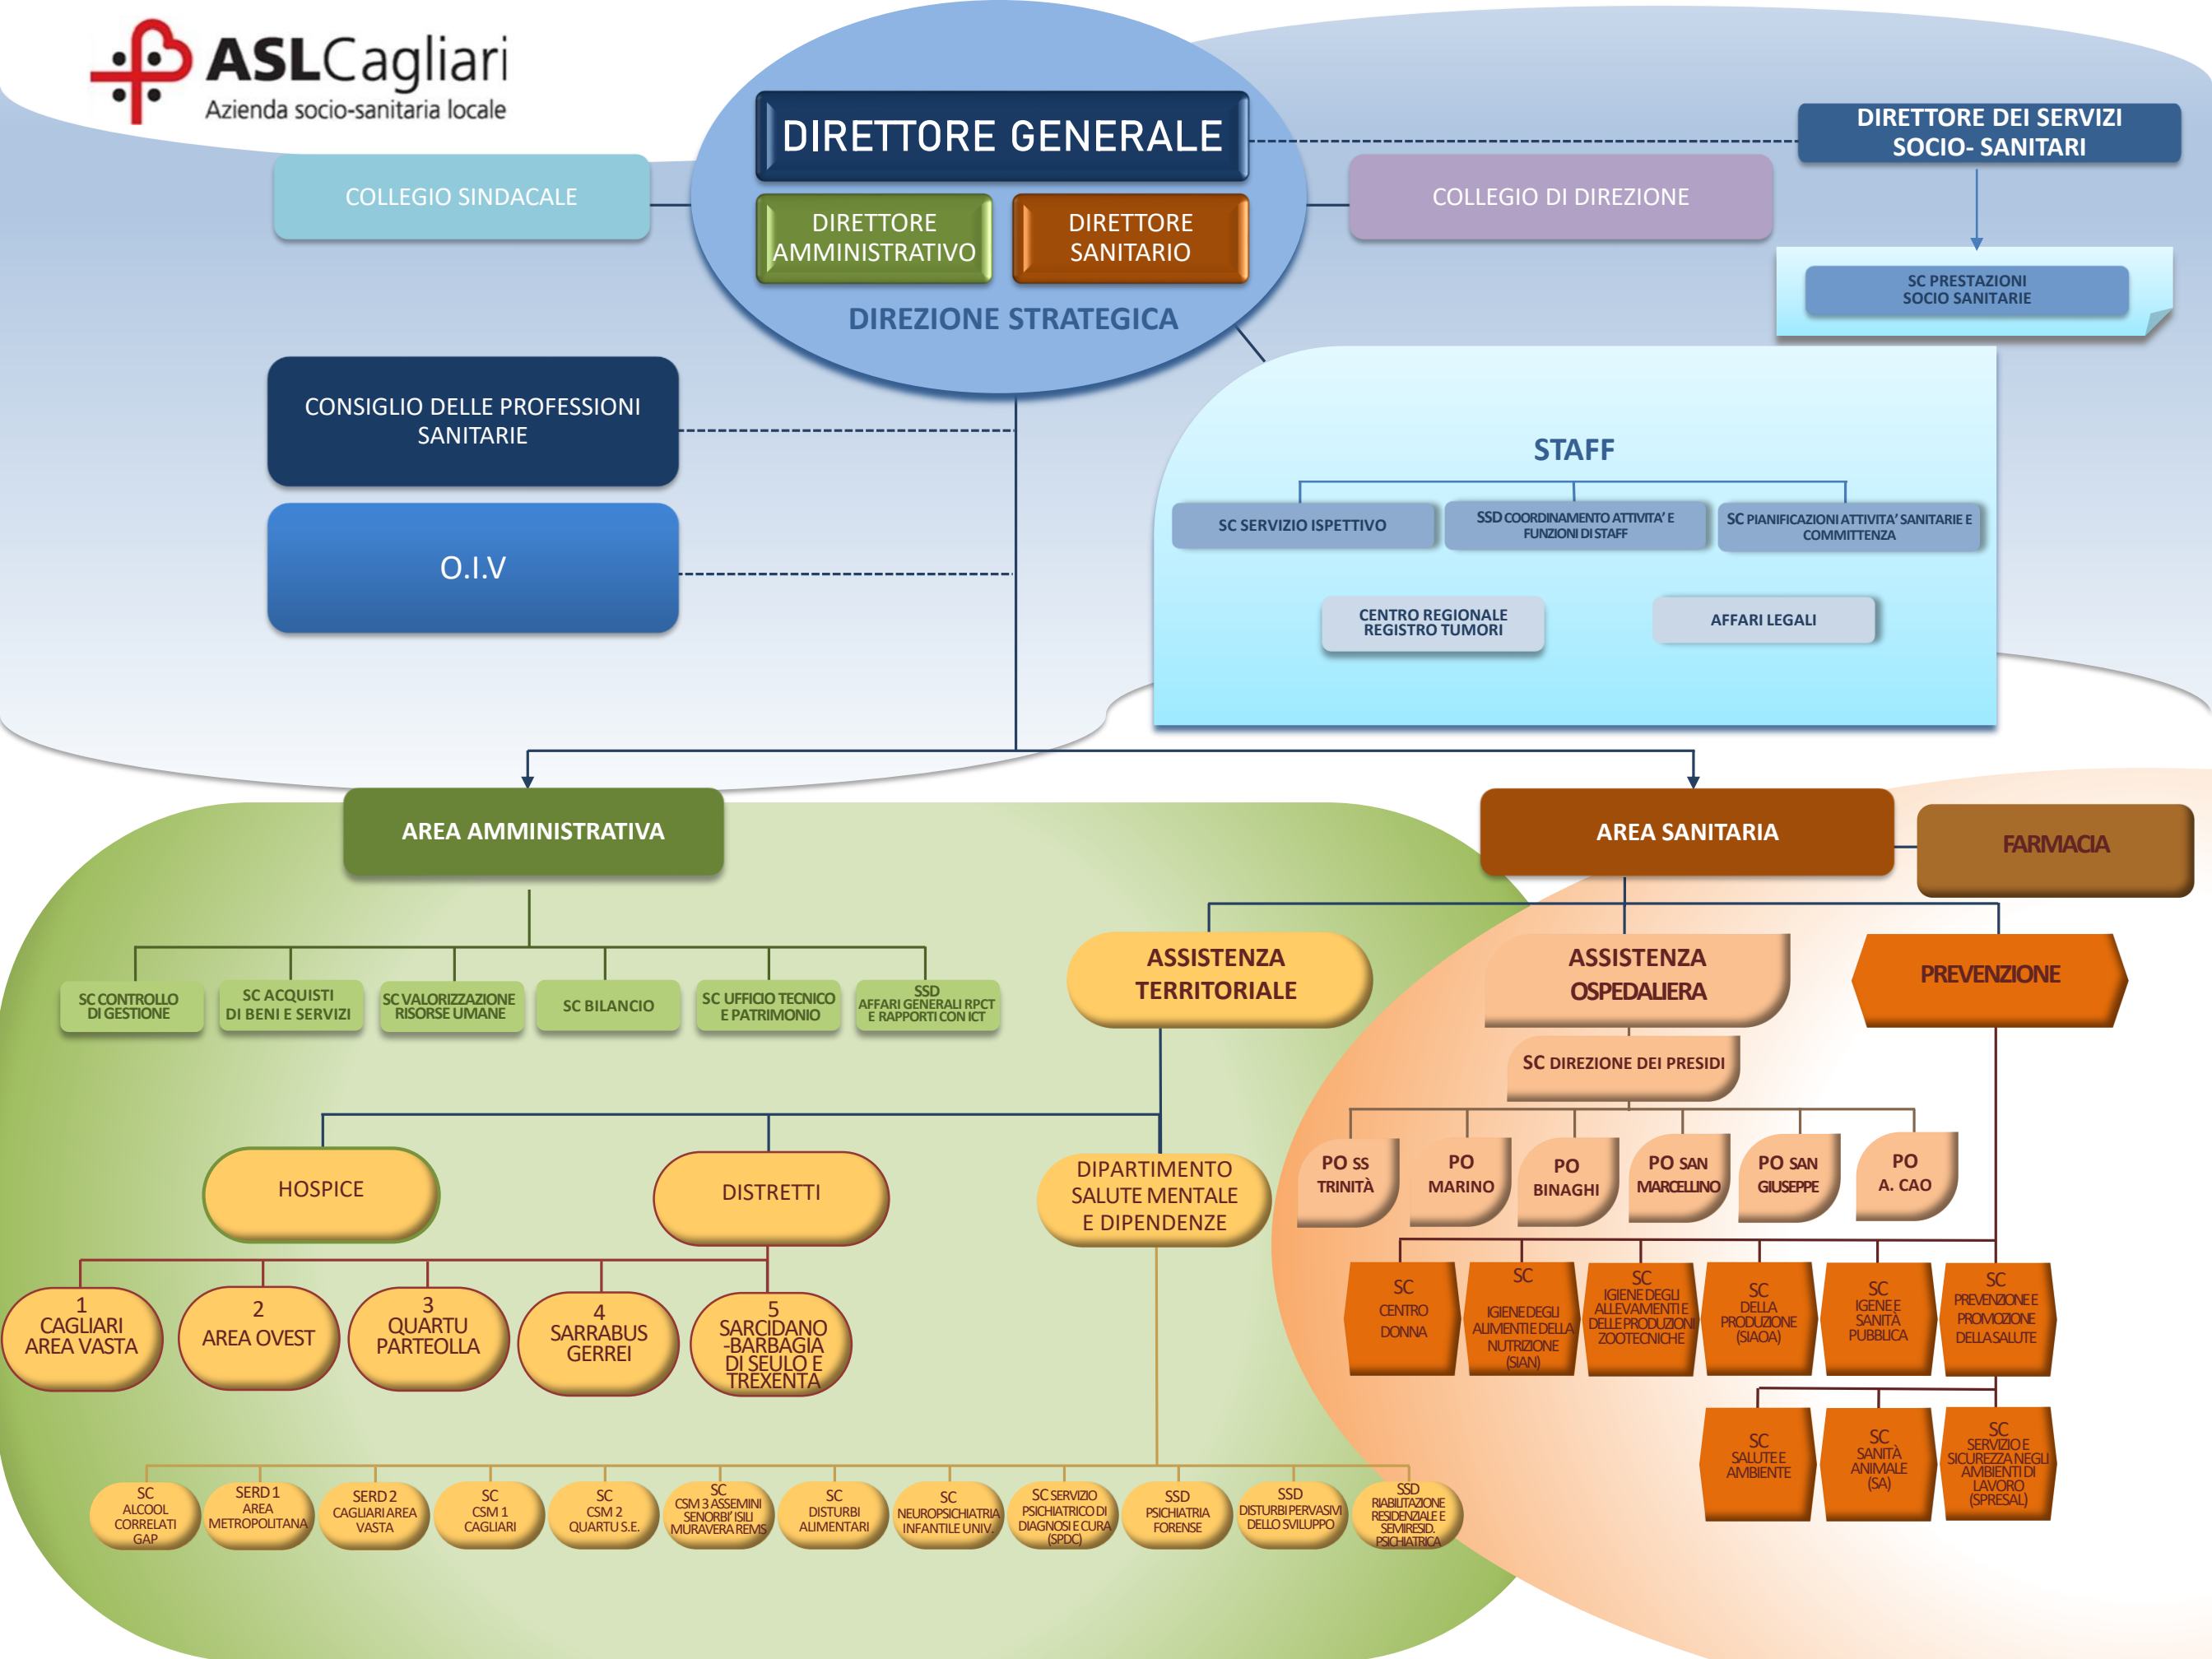 ASLCagliari
Azienda socio-sanitaria locale
DIRETTORE GENERALE
DIRETTORE
AMMINISTRATIVO
DIRETTORE
SANITARIO
DIREZIONE STRATEGICA
DIRETTORE DEI SERVIZI
SOCIO- SANITARI
COLLEGIO SINDACALE
COLLEGIO DI DIREZIONE
SC PRESTAZIONI
SOCIO SANITARIE
CONSIGLIO DELLE PROFESSIONI
SANITARIE
O.I.V
STAFF
SC SERVIZIO ISPETTIVO
SSD COORDINAMENTO ATTIVITA' E
FUNZIONI DI STAFF
SC PIANIFICAZIONI ATTIVITA' SANITARIE E
COMMITTENZA
CENTRO REGIONALE
REGISTRO TUMORI
AFFARI LEGALI
AREA AMMINISTRATIVA
AREA SANITARIA
FARMACIA
SC CONTROLLO
DI GESTIONE
SC ACQUISTI
DI BENI E SERVIZI
SC VALORIZZAZIONE
RISORSE UMANE
SC BILANCIO
SC UFFICIO TECNICO
E PATRIMONIO
SSD
AFFARI GENERALI RPCT
E RAPPORTI CON ICT
ASSISTENZA
TERRITORIALE
ASSISTENZA
OSPEDALIERA
PREVENZIONE
SC DIREZIONE DEI PRESIDI
PO SS
TRINITÀ
PO
MARINO
PO
BINAGHI
PO SAN
MARCELLINO
PO SAN
GIUSEPPE
PO
A. CAO
HOSPICE
DISTRETTI
DIPARTIMENTO
SALUTE MENTALE
E DIPENDENZE
1
CAGLIARI
AREA VASTA
2
AREA OVEST
3
QUARTU
PARTEOLLA
4
SARRABUS
GERREI
5
SARCIDANO
-BARBAGIA
DI SEULO E
TREXENTA
SC
CENTRO
DONNA
SC
IGIENE DEGLI
ALIMENTI E DELLA
NUTRIZIONE
(SIAN)
SC
IGIENE DEGLI
ALLEVAMENTI E
DELLE PRODUZIONI
ZOOTECNICHE
SC
DELLA
PRODUZIONE
(SIAOA)
SC
IGENE E
SANITÀ
PUBBLICA
SC
PREVENZIONE E
PROMOZIONE
DELLA SALUTE
SC
SALUTE E
AMBIENTE
SC
SANITÀ
ANIMALE
(SA)
SC
SERVIZIO E
SICUREZZA NEGLI
AMBIENTI DI
LAVORO
(SPRESAL)
SC
ALCOOL
CORRELATI
GAP
SERD 1
AREA
METROPOLITANA
SERD 2
CAGLIARI AREA
VASTA
SC
CSM 1
CAGLIARI
SC
CSM 2
QUARTU S.E.
SC
CSM 3 ASSEMINI
SENORBI' ISILI
MURAVERA REMS
SC
DISTURBI
ALIMENTARI
SC
NEUROPSICHIATRIA
INFANTILE UNIV.
SC SERVIZIO
PSICHIATRICO DI
DIAGNOSI E CURA
(SPDC)
SSD
PSICHIATRIA
FORENSE
SSD
DISTURBI PERVASIVI
DELLO SVILUPPO
SSD
RIABILITAZIONE
RESIDENZIALE E
SEMIRESID.
PSICHIATRICA